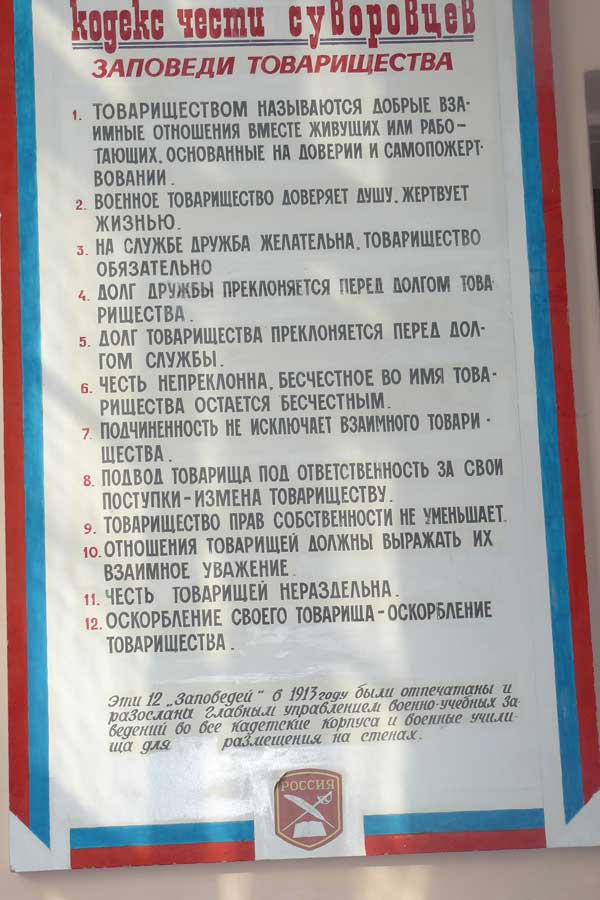 кодекс чести суворовцев
ЗАПОВЕДИ ТОВАРИЩЕСТВА
1. ТОВАРИЩЕСТВОМ НАЗЫВАЮТСЯ ДОБРЫЕ ВЗА-
ИМНЫЕ ОТНОШЕНИЯ ВМЕСТЕ ЖИВУЩИХ ИЛИ РАБО-
ТАЮЩИХ, ОСНОВАННЫЕ НА ДОВЕРИИ И САМОПОЖЕРТ-
ВОВАНИИ.
2. ВОЕННОЕ ТОВАРИЩЕСТВО ДОВЕРЯЕТ ДУШУ, ЖЕРТВУЕТ
ЖИЗНЬЮ.
3. НА СЛУЖБЕ ДРУЖБА ЖЕЛАТЕЛЬНА, ТОВАРИЩЕСТВО
ОБЯЗАТЕЛЬНО
4. ДОЛГ ДРУЖБЫ ПРЕКЛОНЯЕТСЯ ПЕРЕД ДОЛГОМ ТОВА-
РИЩЕСТВА.
5. ДОЛГ ТОВАРИЩЕСТВА ПРЕКЛОНЯЕТСЯ ПЕРЕД ДОЛ-
ГОМ СЛУЖБЫ.
6. ЧЕСТЬ НЕПРЕКЛОННА, БЕСЧЕСТНОЕ ВО ИМЯ ТОВА-
РИЩЕСТВА ОСТАЕТСЯ БЕСЧЕСТНЫМ.
7. ПОДЧИНЕННОСТЬ НЕ ИСКЛЮЧАЕТ ВЗАИМНОГО ТОВАРИ-
ЩЕСТВА.
8. ПОДВОД ТОВАРИЩА ПОД ОТВЕТСТВЕННОСТЬ ЗА СВОИ
ПОСТУПКИ-ИЗМЕНА ТОВАРИЩЕСТВУ.
9. ТОВАРИЩЕСТВО ПРАВ СОБСТВЕННОСТИ НЕ УМЕНЬШАЕТ.
10. ОТНОШЕНИЯ ТОВАРИЩЕЙ ДОЛЖНЫ ВЫРАЖАТЬ ИХ
ВЗАИМНОЕ УВАЖЕНИЕ.
11. ЧЕСТЬ ТОВАРИЩЕЙ НЕРАЗДЕЛЬНА.
12. ОСКОРБЛЕНИЕ СВОЕГО ТОВАРИЩА-ОСКОРБЛЕНИЕ
ТОВАРИЩЕСТВА.
Эти 12 „Заповедей" в 1913 году были отпечатаны и
разосланы Главным управлением военно-учебных за
ведений во все кадетские корпуса и военные учили-
ща для размещения на стенах.
РОССИЯ